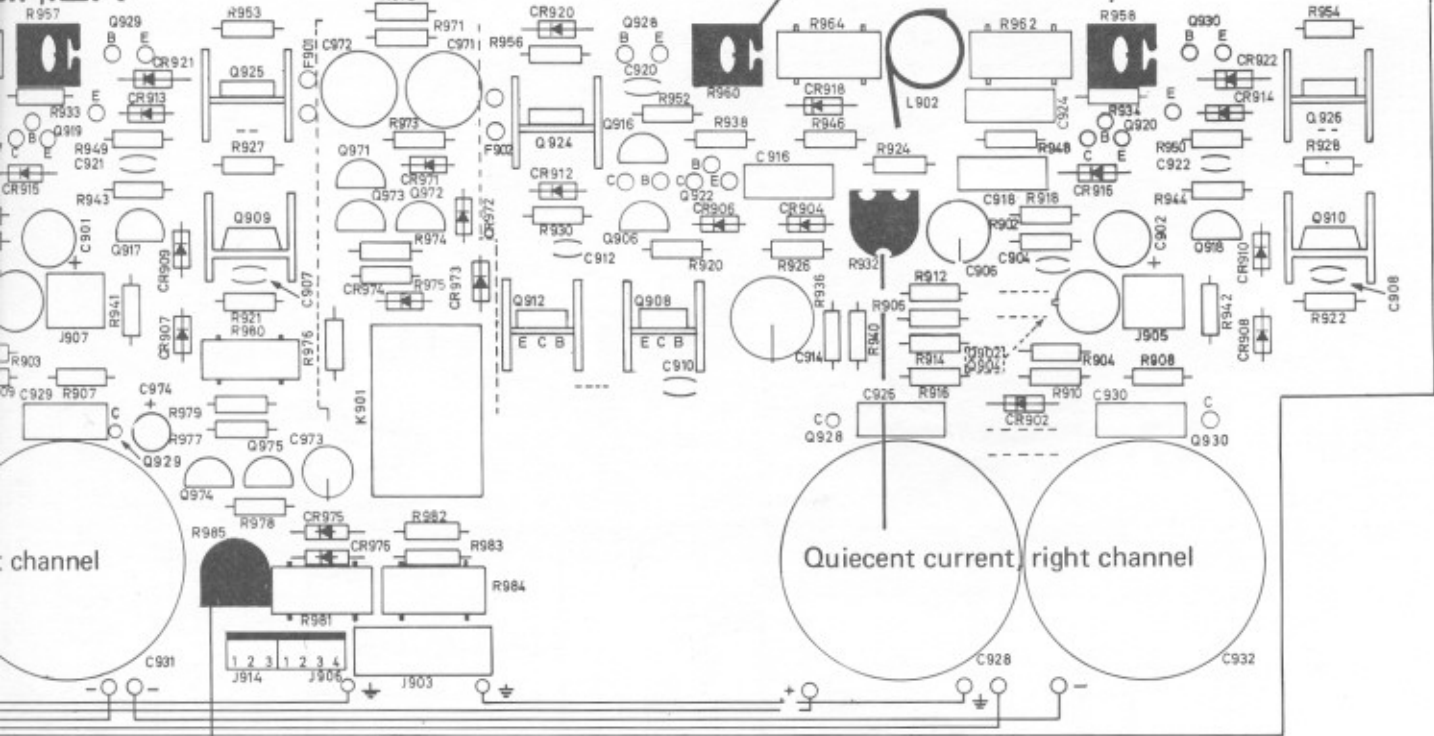 R957
Q929
R953
R971
CR920
Q928
R964
R962
R958
Q930
R954
B
E
F901
C972
C971
R956
B
E
B
E
CR921
Q925
C920
CR922
R960
L902
C924
R933
E
CR913
R952
CR918
R934
E
CR914
Q926
Q919
R973
Q924
Q916
R938
R946
B
Q920
C
B
E
R949
F902
R948
R950
C921
R927
Q971
C916
R924
C
E
C922
R928
CR915
CR971
CR912
B
C
B
C
E
CR916
R943
Q973
Q972
CR972
Q922
C918
R918
R944
C901
Q909
CR906
CR904
R902
C902
Q910
Q917
R930
Q906
Q918
R974
C912
R920
R926
R932
C906
C904
CR909
CR910
+
+
CR974
R975
CR973
R936
R912
C907
C908
R941
Q912
Q908
R906
R942
J907
R921
J905
R922
CR907
R980
R976
E C B
E C B
C914
R940
R914
Q902
Q904
R904
CR908
R903
C910
R916
R910
R908
C929
R907
C974
C926
C930
+
K901
C
R979
C
CR902
C
R977
Q975
C973
Q928
Q930
Q929
Q974
R978
R985
CR975
R982
CR976
R983
channel
Quiecent current, right channel
R984
R981
1 2 3 1 2 3 4
J914
J906
J903
C931
C928
C932
-
-
+
-